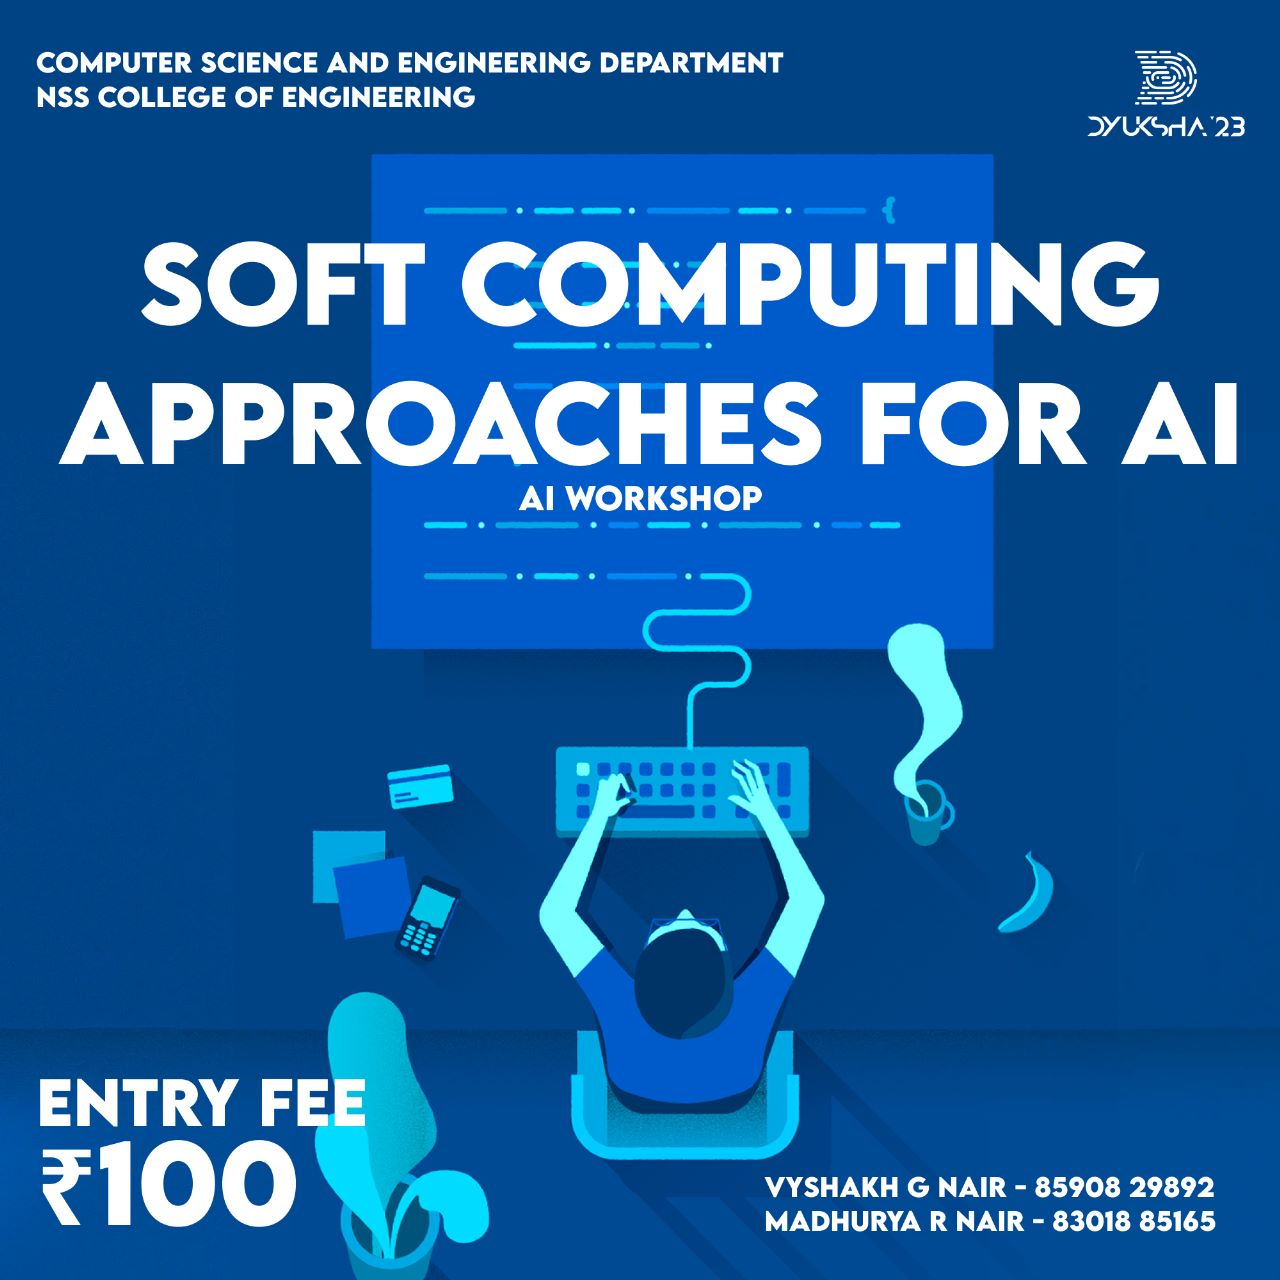 COMPUTER SCIENCE AND ENGINEERING DEPARTMENT
NSS COLLEGE OF ENGINEERING
DYUKSHA '23
SOFT COMPUTING
APPROACHES FOR AI
AI WORKSHOP
ENTRY FEE
₹100
VYSHAKH G NAIR - 85908 29892
MADHURYA R NAIR - 83018 85165